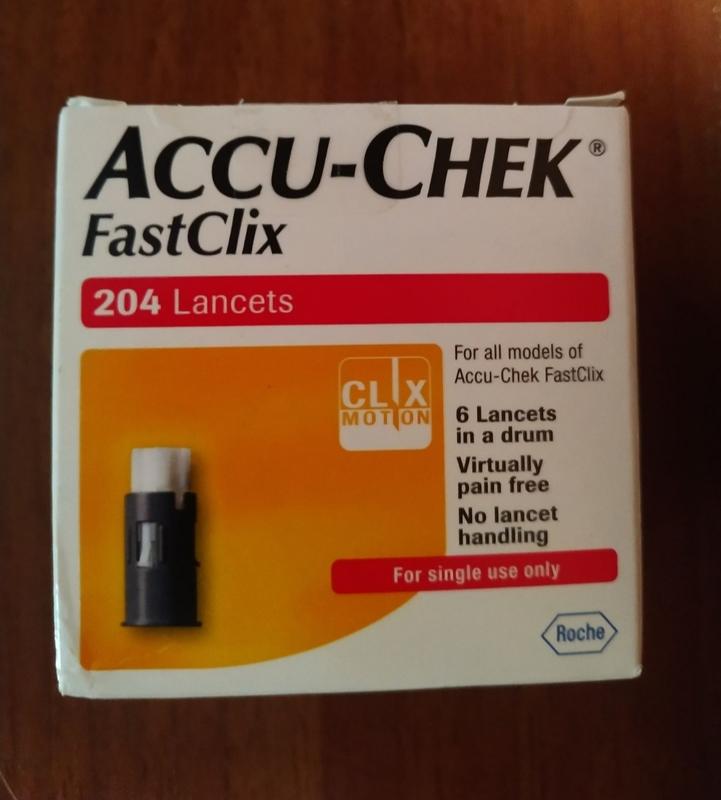 ACCU-CHEK®
FastClix
204 Lancets
CLIX
MOTION
For all models of
Accu-Chek FastClix
6 Lancets
in a drum
Virtually
pain free
No lancet
handling
For single use only
Roche